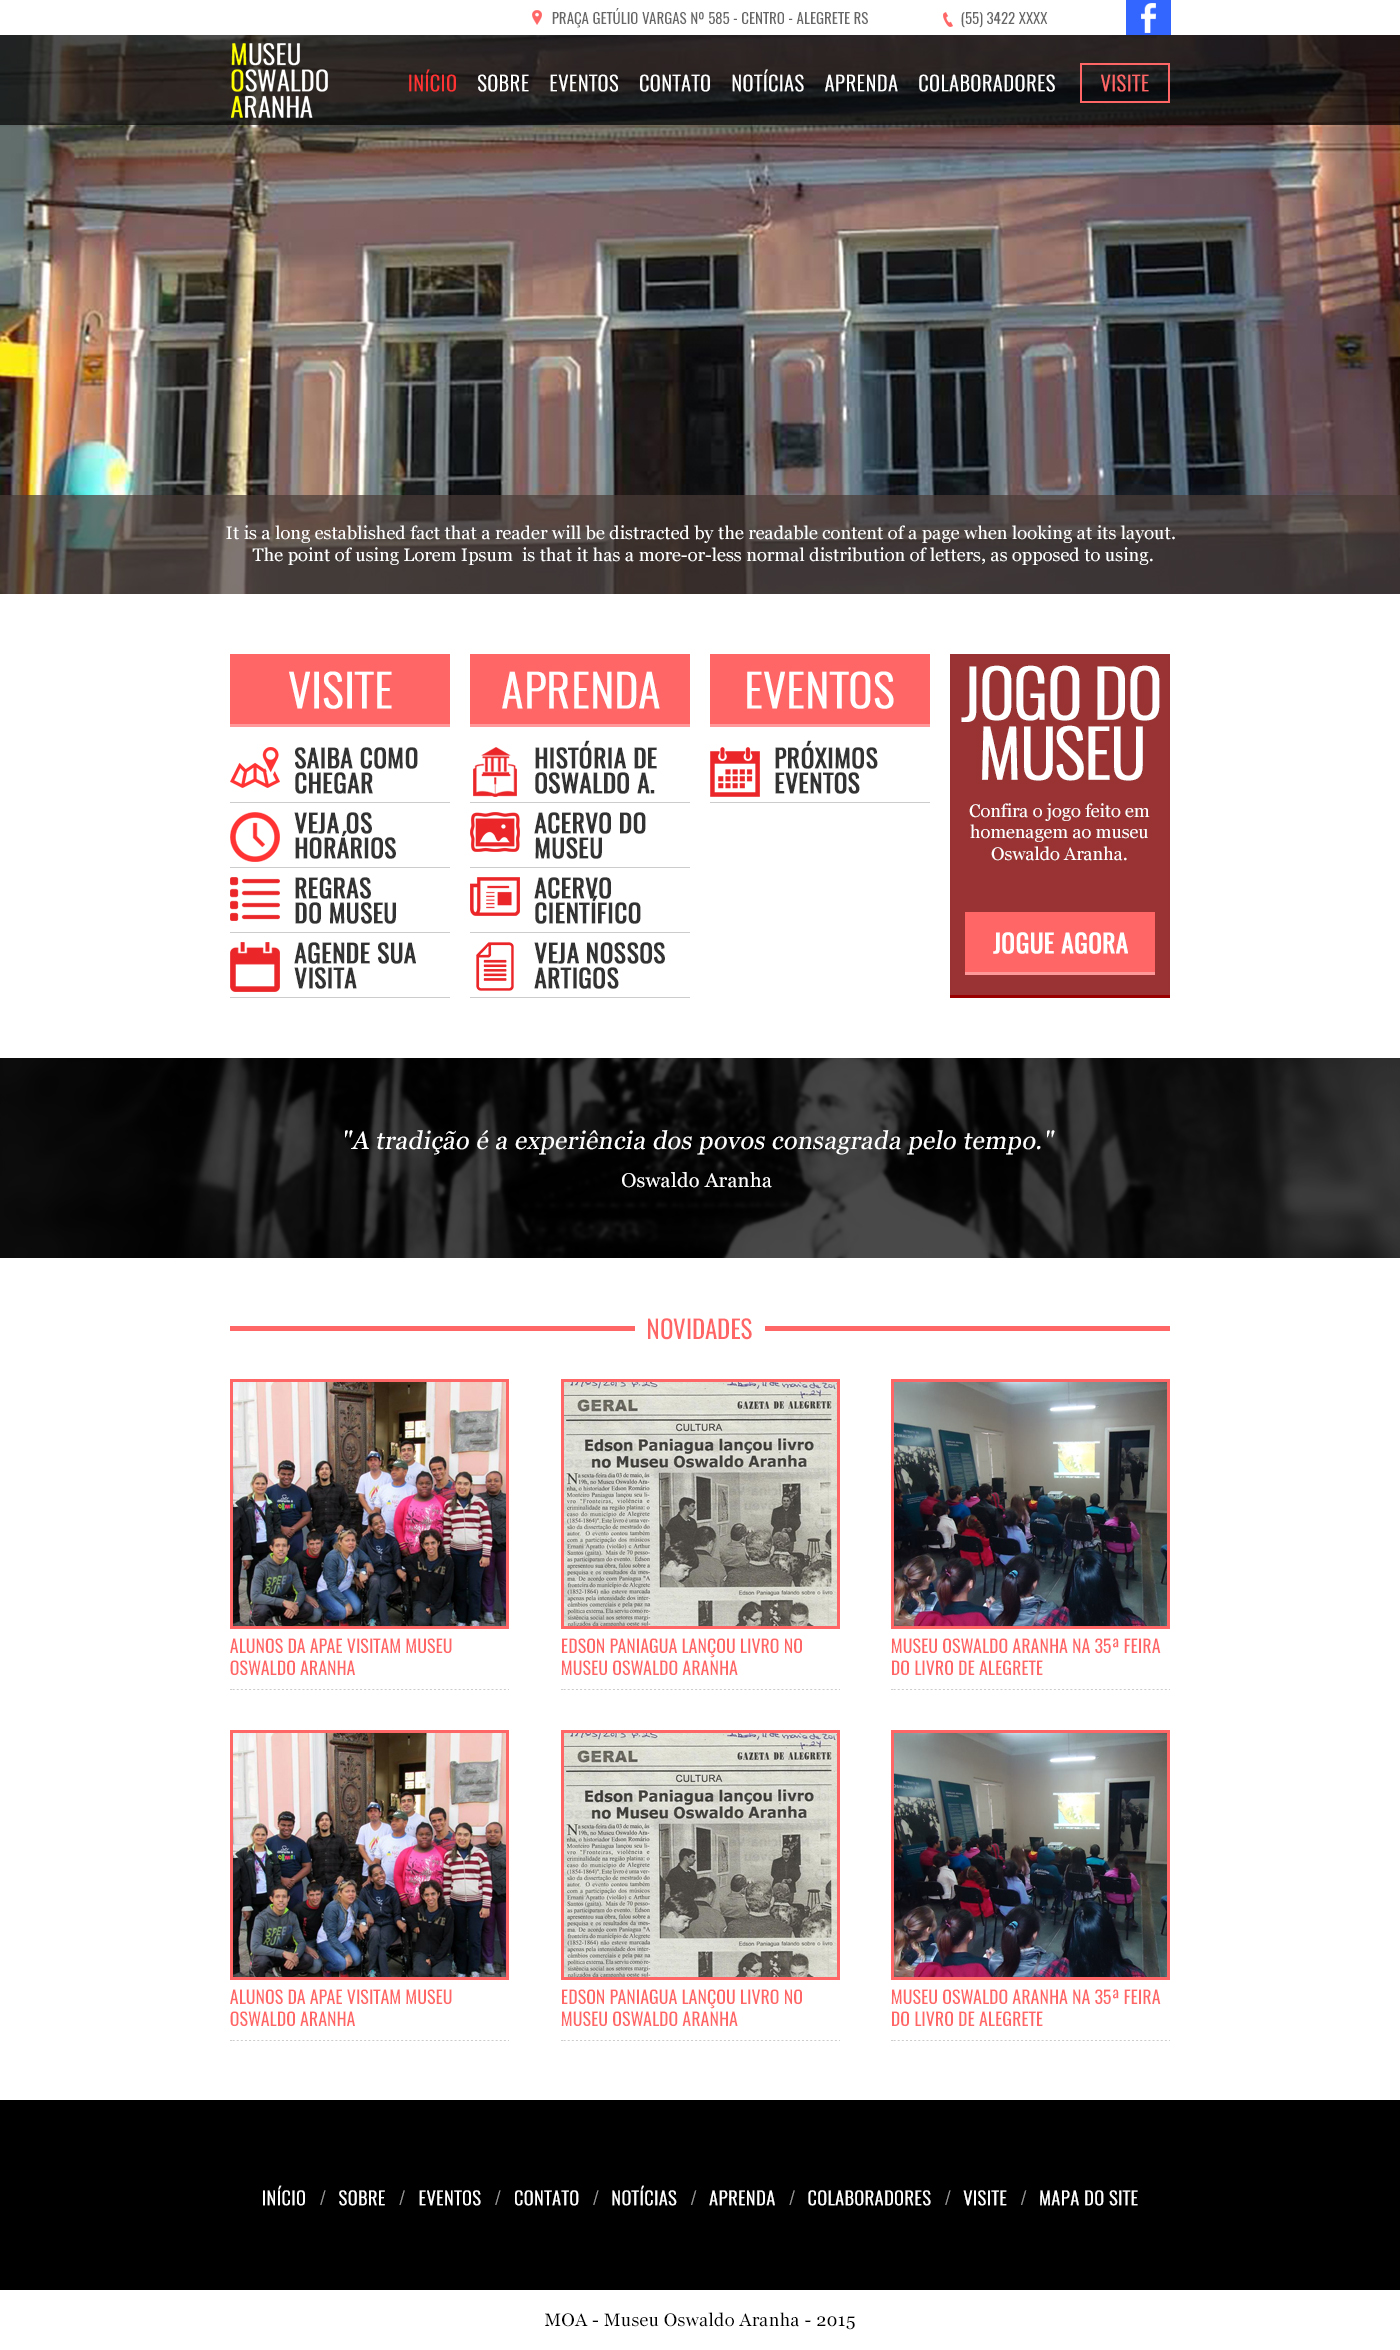 PRAÇA GETÚLIO VARGAS Nº 585 - CENTRO - ALEGRETE RS
(55) 3422 XXXX
f
MUSEU
OSWALDO
ARANHA
INÍCIO SOBRE EVENTOS CONTATO NOTÍCIAS APRENDA COLABORADORES VISITE
It is a long established fact that a reader will be distracted by the readable content of a page when looking at its layout.
The point of using Lorem Ipsum is that it has a more-or-less normal distribution of letters, as opposed to using.
VISITE
SAIBA COMO
CHEGAR
VEJA OS
HORÁRIOS
REGRAS
DO MUSEU
AGENDE SUA
VISITA
APRENDA
HISTÓRIA DE
OSWALDO A.
ACERVO DO
MUSEU
ACERVO
CIENTÍFICO
VEJA NOSSOS
ARTIGOS
EVENTOS
PRÓXIMOS
EVENTOS
JOGO DO
MUSEU
Confira o jogo feito em
homenagem ao museu
Oswaldo Aranha.
JOGUE AGORA
"A tradição é a experiência dos povos consagrada pelo tempo."
Oswaldo Aranha
NOVIDADES
GERAL GAZETA DE ALEGRETE
CULTURA
Edson Paniagua lançou livro
no Museu Oswaldo Aranha
Edson Paniagua falando sobre o livro
ALUNOS DA APAE VISITAM MUSEU
OSWALDO ARANHA
EDSON PANIAGUA LANÇOU LIVRO NO
MUSEU OSWALDO ARANHA
MUSEU OSWALDO ARANHA NA 35ª FEIRA
DO LIVRO DE ALEGRETE
GERAL GAZETA DE ALEGRETE
CULTURA
Edson Paniagua lançou livro
no Museu Oswaldo Aranha
Edson Paniagua falando sobre o livro
ALUNOS DA APAE VISITAM MUSEU
OSWALDO ARANHA
EDSON PANIAGUA LANÇOU LIVRO NO
MUSEU OSWALDO ARANHA
MUSEU OSWALDO ARANHA NA 35ª FEIRA
DO LIVRO DE ALEGRETE
INÍCIO / SOBRE / EVENTOS / CONTATO / NOTÍCIAS / APRENDA / COLABORADORES / VISITE / MAPA DO SITE
MOA - Museu Oswaldo Aranha - 2015